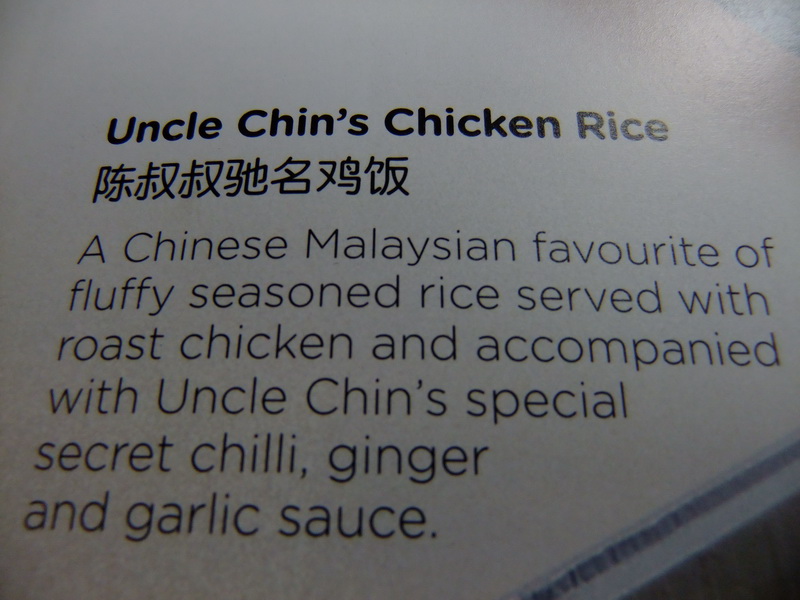 Uncle Chin's Chicken Rice
陈叔叔驰名鸡饭
A Chinese Malaysian favourite of
fluffy seasoned rice served with
roast chicken and accompanied
with Uncle Chin's special
secret chilli, ginger
and garlic sauce.